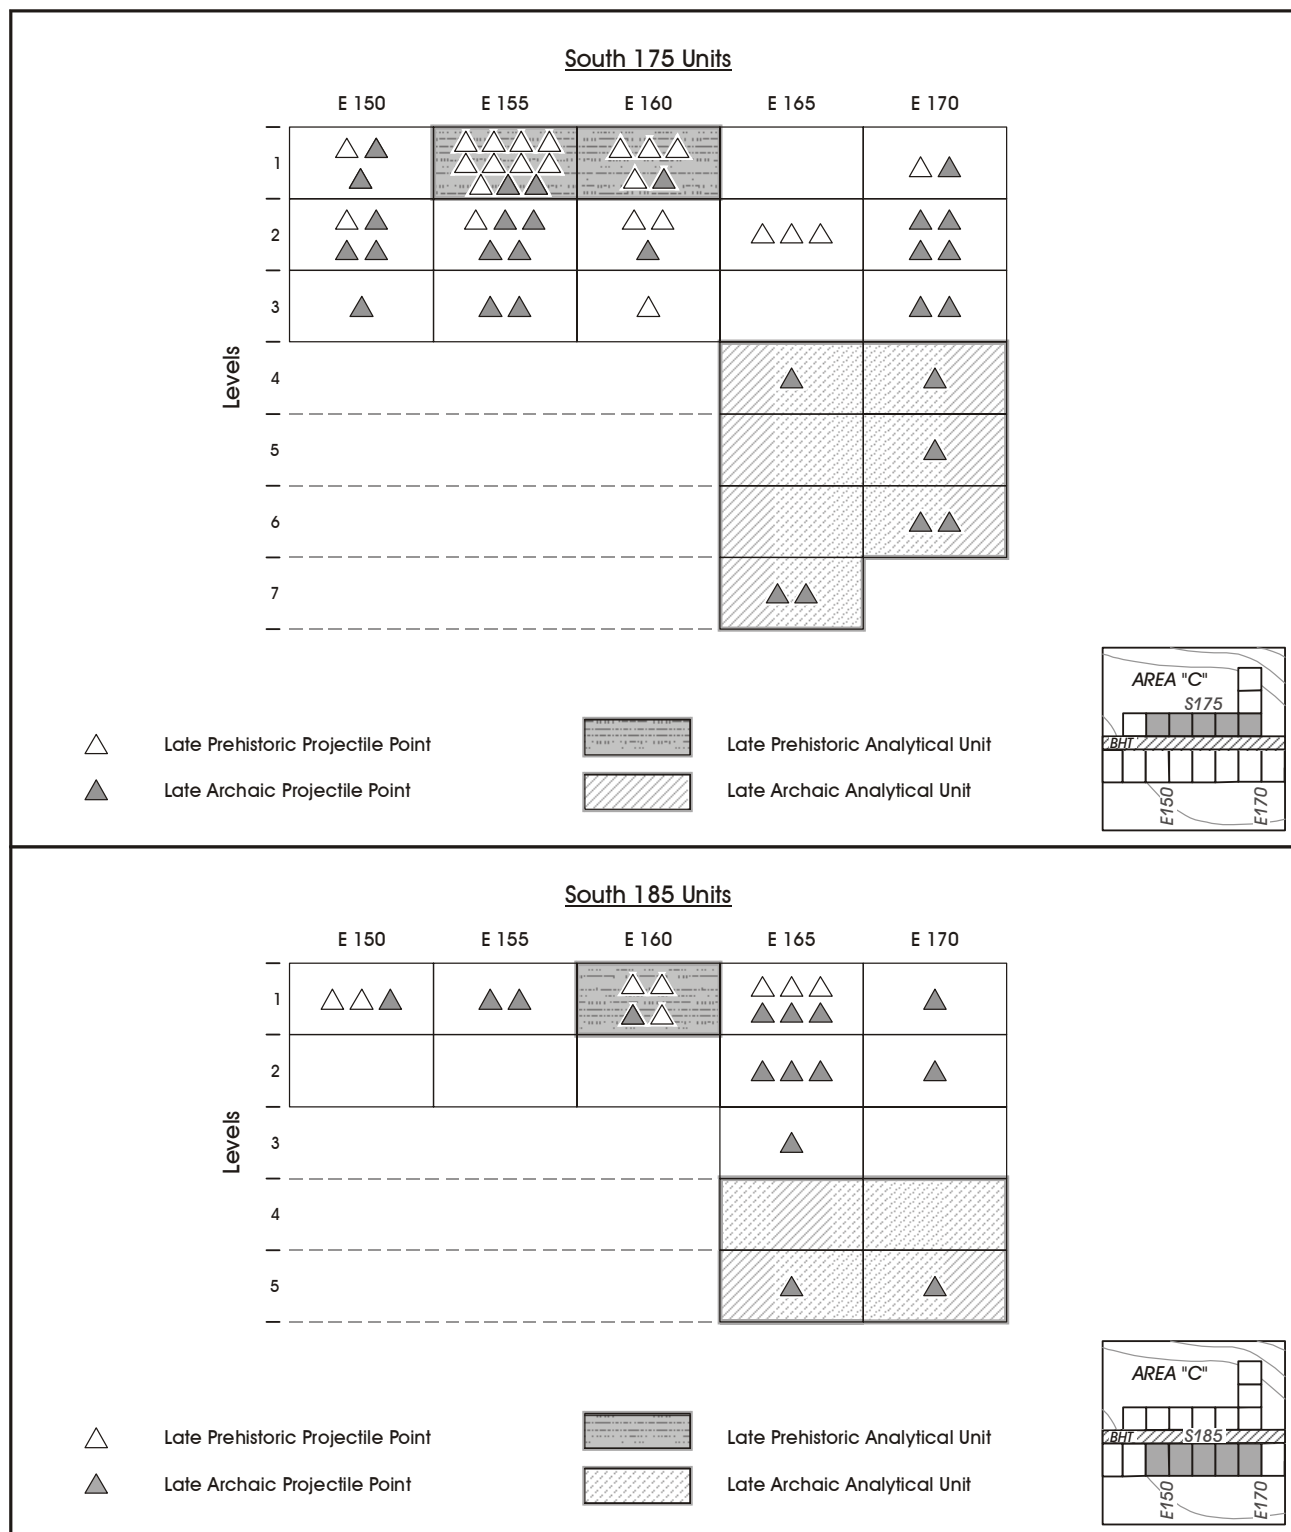 South 175 Units
E 150 E 155 E 160 E 165 E 170
1
2
3
Levels
4
5
6
7
AREA "C"
S175
BHT
E150 E170
Late Prehistoric Projectile Point Late Prehistoric Analytical Unit
Late Archaic Projectile Point Late Archaic Analytical Unit
South 185 Units
E 150 E 155 E 160 E 165 E 170
1
2
Levels
3
4
5
AREA "C"
BHT S185
E150 E170
Late Prehistoric Projectile Point Late Prehistoric Analytical Unit
Late Archaic Projectile Point Late Archaic Analytical Unit